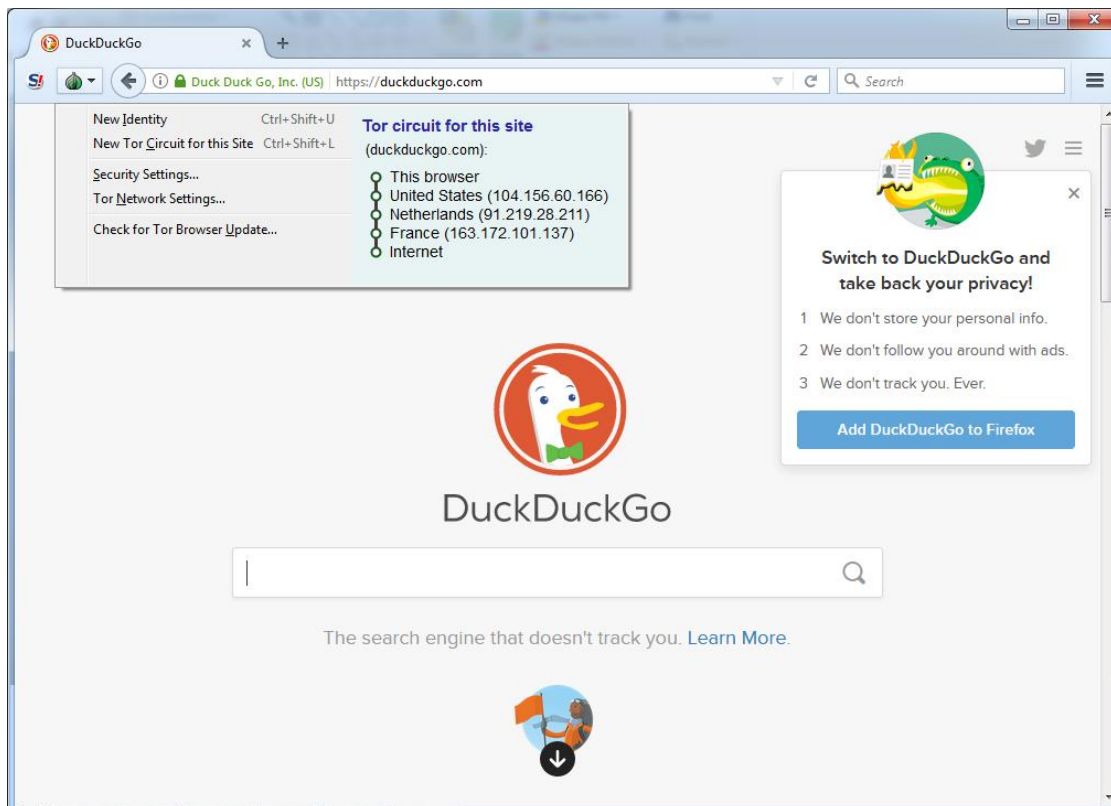 DuckDuckGo
S!
Duck Duck Go, Inc. (US) https://duckduckgo.com
Search
New Identity Ctrl+Shift+U
New Tor Circuit for this Site Ctrl+Shift+L
Security Settings...
Tor Network Settings...
Check for Tor Browser Update...
Tor circuit for this site
(duckduckgo.com):
This browser
United States (104.156.60.166)
Netherlands (91.219.28.211)
France (163.172.101.137)
Internet
Switch to DuckDuckGo and
take back your privacy!
1 We don't store your personal info.
2 We don't follow you around with ads.
3 We don't track you. Ever.
Add DuckDuckGo to Firefox
DuckDuckGo
The search engine that doesn't track you. Learn More.